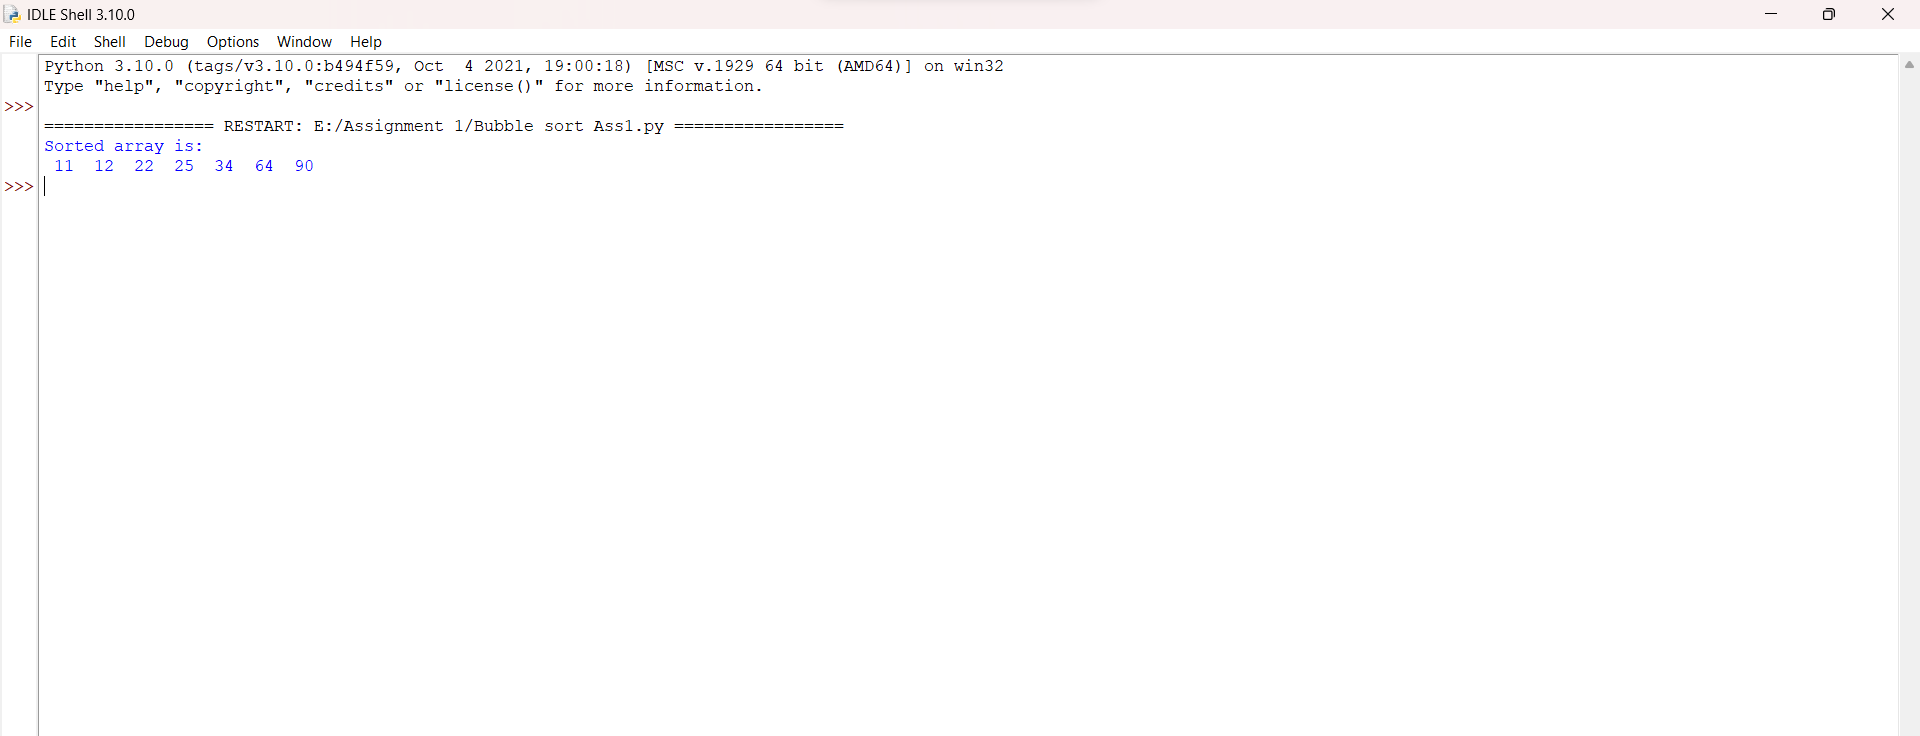 IDLE Shell 3.10.0
File Edit Shell Debug Options Window Help
Python 3.10.0 (tags/v3.10.0:b494f59, Oct  4 2021, 19:00:18) [MSC v.1929 64 bit (AMD64)] on win32
Type "help", "copyright", "credits" or "license()" for more information.
>>>
================= RESTART: E:/Assignment 1/Bubble sort Ass1.py =================
Sorted array is:
 11  12  22  25  34  64  90
>>>